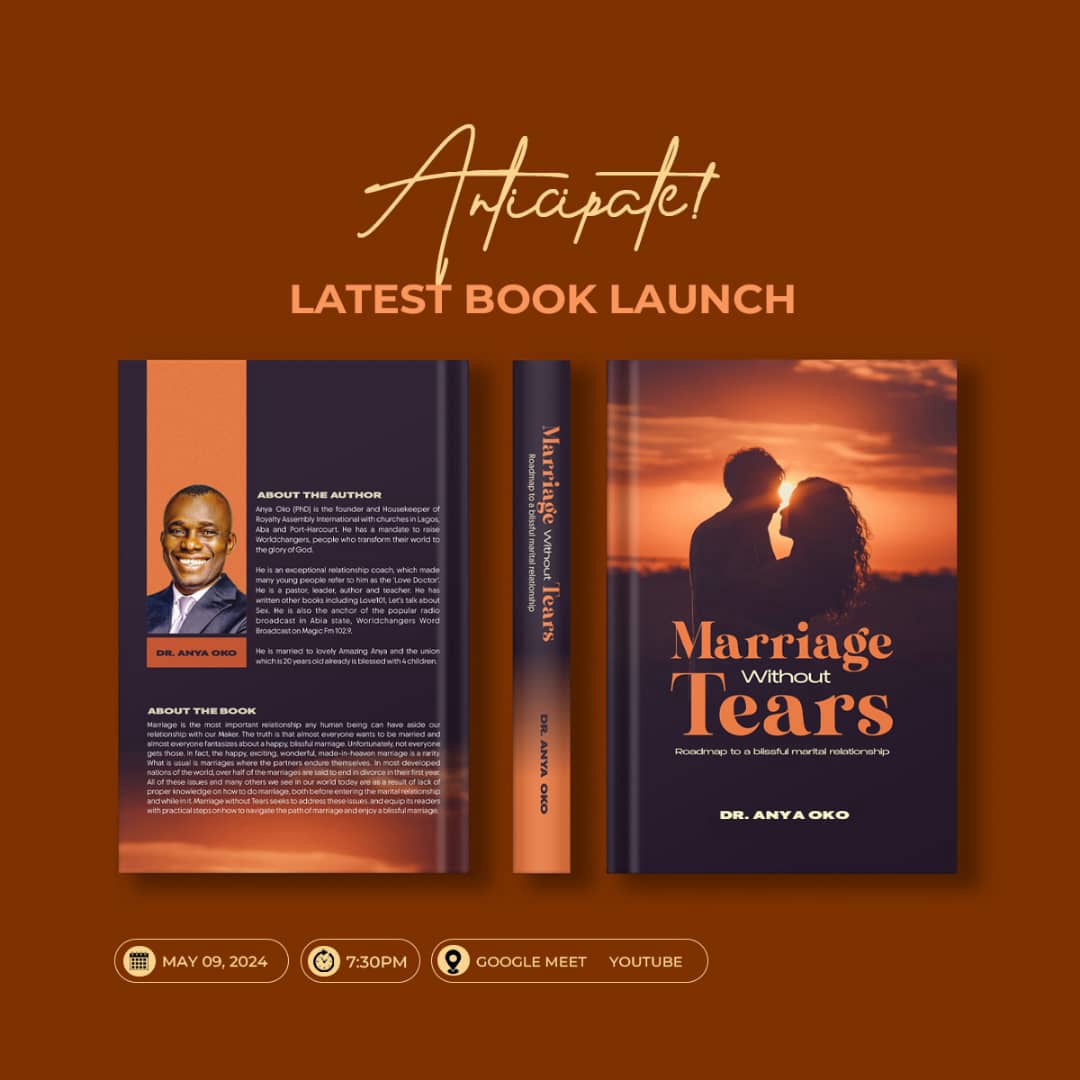 Anticipate!
LATEST BOOK LAUNCH
ABOUT THE AUTHOR
Anya Oko (PhD) is the founder and Housekeeper of
Royalty Assembly International with churches in Lagos,
Aba and Port-Harcourt. He has a mandate to raise
Worldchangers, people who transform their world to
the glory of God.
He is an exceptional relationship coach, which made
many young people refer to him as the 'Love Doctor'.
He is a pastor, leader, author and teacher. He has
written other books including Love101, Let's talk about
Sex. He is also the anchor of the popular radio
broadcast in Abia state, Worldchangers Word
Broadcast on Magic Fm 102.9.
He is married to lovely Amazing Anya and the union
which is 20 years old already is blessed with 4 children.
DR. ANYA OKO
ABOUT THE BOOK
Marriage is the most important relationship any human being can have aside our
relationship with our Maker. The truth is that almost everyone wants to be married and
almost everyone fantasizes about a happy, blissful marriage. Unfortunately, not everyone
gets those. In fact, the happy, exciting, wonderful, made-in-heaven marriage is a rarity.
What is usual is marriages where the partners endure themselves. In most developed
nations of the world, over half of the marriages are said to end in divorce in their first year.
All of these issues and many others we see in our world today are as a result of lack of
proper knowledge on how to do marriage, both before entering the marital relationship
and while in it. Marriage without Tears seeks to address these issues, and equip its readers
with practical steps on how to navigate the path of marriage and enjoy a blissful marriage.
Marriage Without Tears
Roadmap to a blissful marital relationship
DR. ANYA OKO
Marriage
Without
Tears
Roadmap to a blissful marital relationship
DR. ANYA OKO
MAY 09, 2024
7:30PM
GOOGLE MEET YOUTUBE